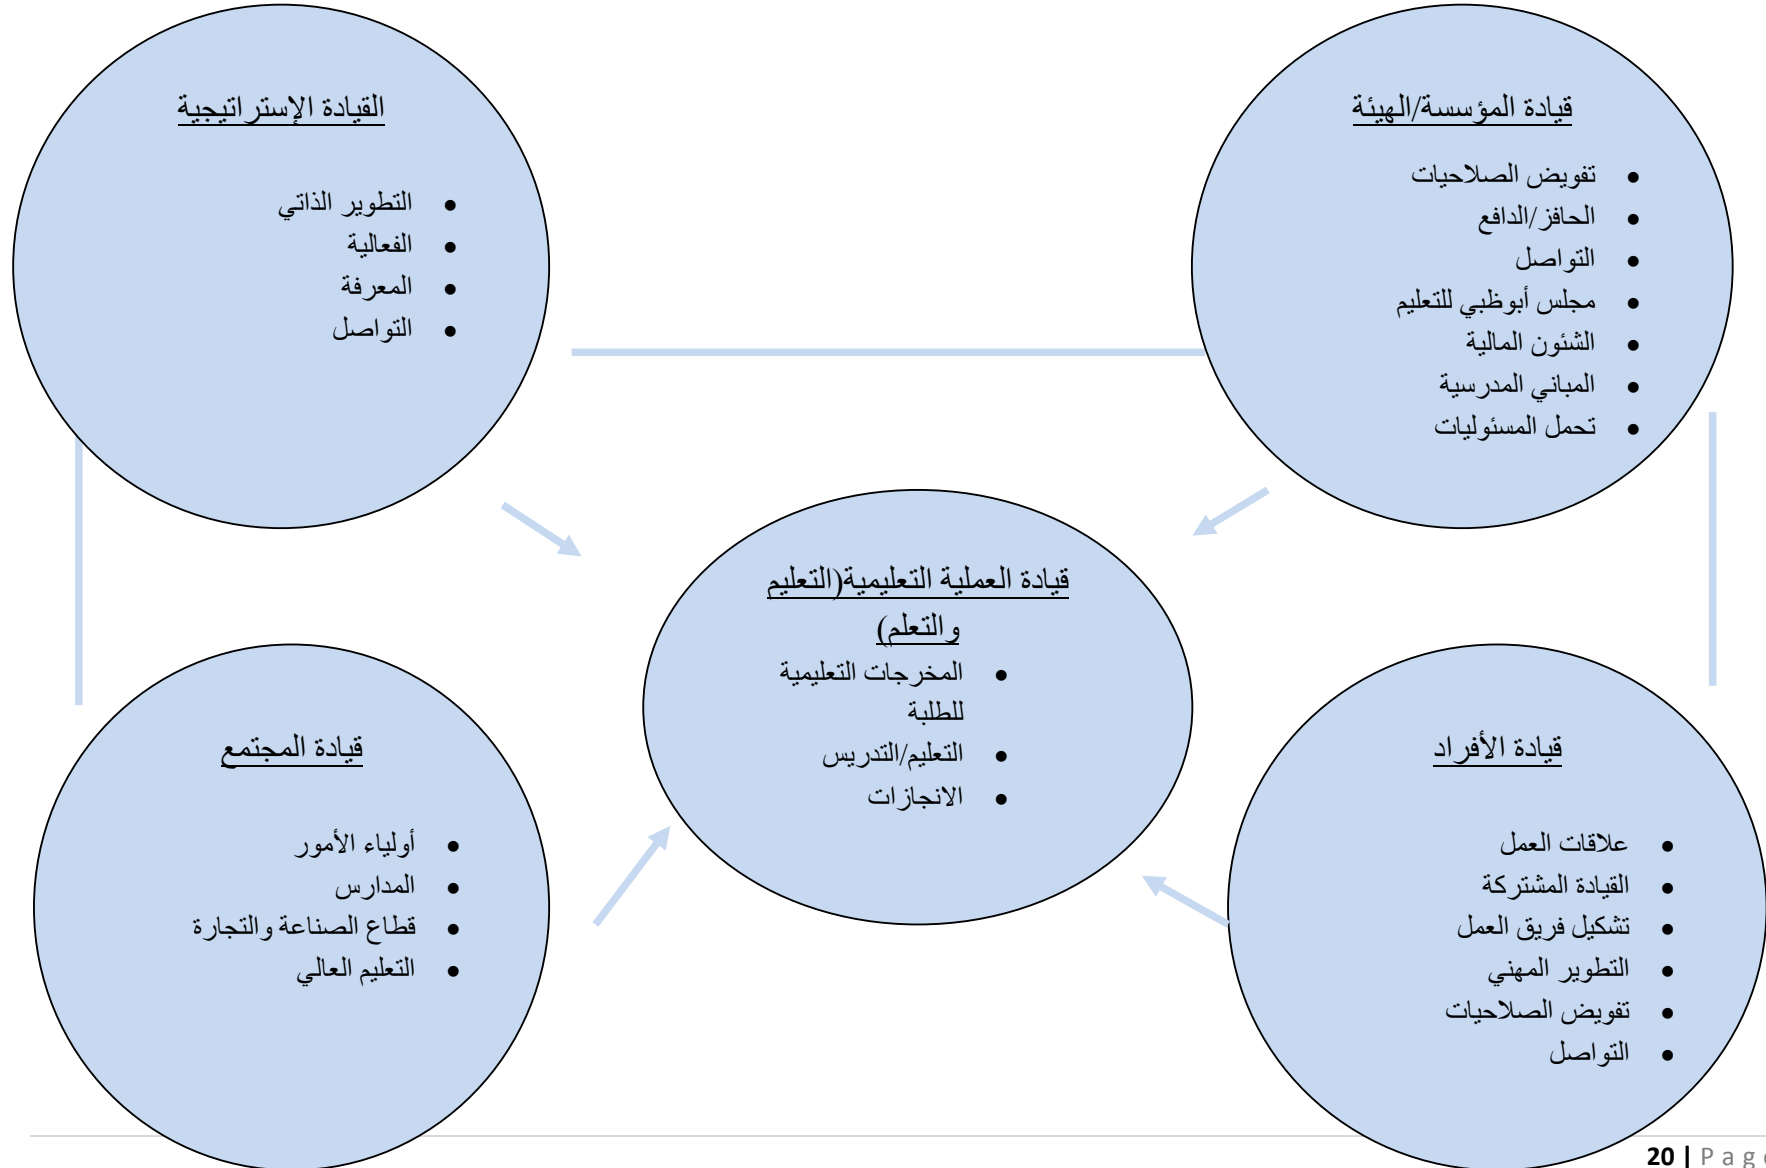 قيادة المؤسسة/الهيئة
• تفويض الصلاحيات
• الحافز/الدافع
• التواصل
• مجلس أبوظبي للتعليم
• الشئون المالية
• المباني المدرسية
• تحمل المسئوليات
القيادة الإستراتيجية
• التطوير الذاتي
• الفعالية
• المعرفة
• التواصل
قيادة العملية التعليمية(التعليم
والتعلم)
• المخرجات التعليمية
للطلبة
• التعليم/التدريس
• الانجازات
قيادة الأفراد
• علاقات العمل
• القيادة المشتركة
• تشكيل فريق العمل
• التطوير المهني
• تفويض الصلاحيات
• التواصل
قيادة المجتمع
• أولياء الأمور
• المدارس
• قطاع الصناعة والتجارة
• التعليم العالي
20 | Page